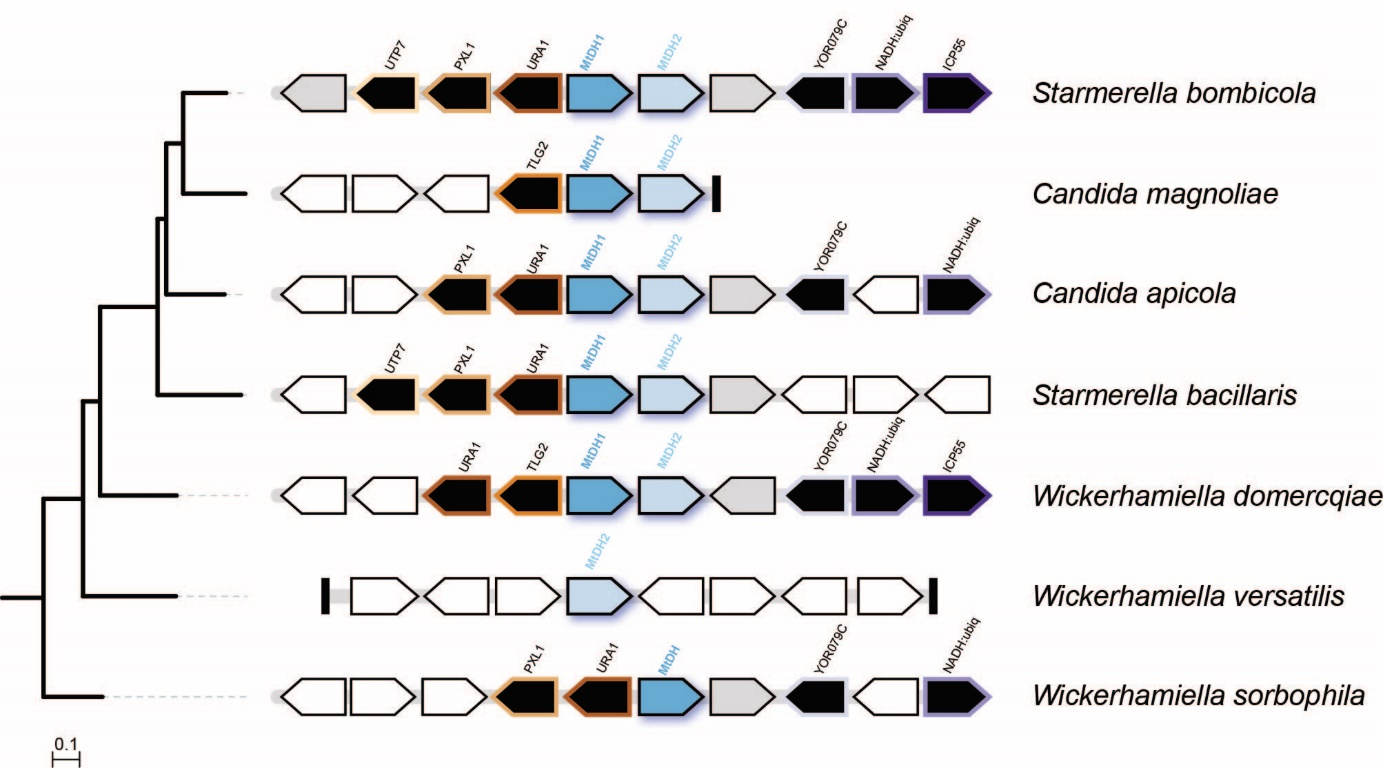 UTP7 PXL1 URA1 MtDH1 MtDH2 YOR079C NADH:ubiq ICP55
Starmerella bombicola
TLG2 MtDH1 MtDH2
Candida magnoliae
PXL1 URA1 MtDH1 MtDH2 YOR079C NADH:ubiq
Candida apicola
UTP7 PXL1 URA1 MtDH1 MtDH2
Starmerella bacillaris
URA1 TLG2 MtDH1 MtDH2 YOR079C NADH:ubiq ICP55
Wickerhamiella domercqiae
MtDH2
Wickerhamiella versatilis
PXL1 URA1 MtDH YOR079C NADH:ubiq
Wickerhamiella sorbophila
0.1